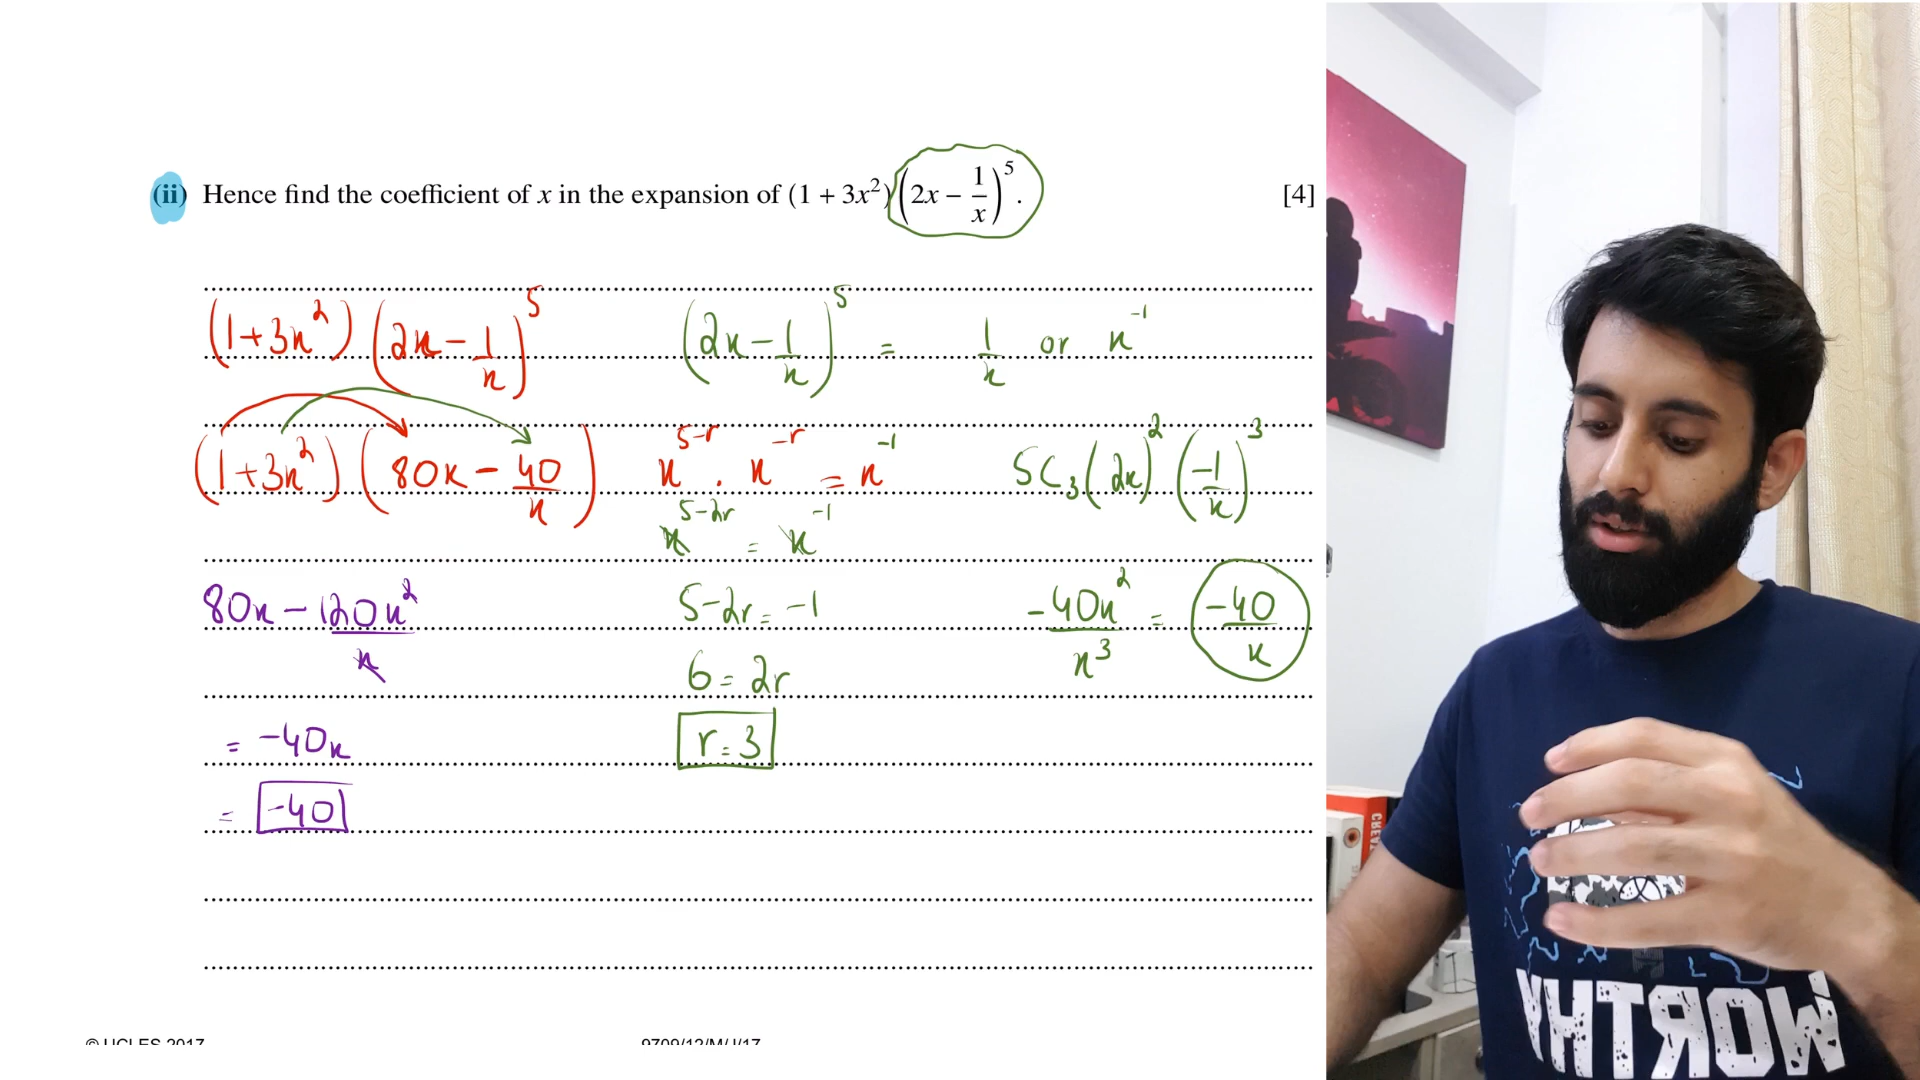 (ii) Hence find the coefficient of x in the expansion of (1 + 3x²)(2x − 1/x)⁵. [4]
(1+3x²)(2x − 1/x)⁵
(2x − 1/x)⁵ = 1/x or x⁻¹
(1+3x²)(80x − 40/x)
x⁵⁻ʳ . x⁻ʳ = x⁻¹
5C₃(2x)²(−1/x)³
x⁵⁻²ʳ = x⁻¹
80x − 120x²/x
5−2r = −1
−40x²/x³ = −40/x
6 = 2r
= −40x
r = 3
= −40
CREA
WORTHY
© UCLES 2017
9709/12/M/J/17